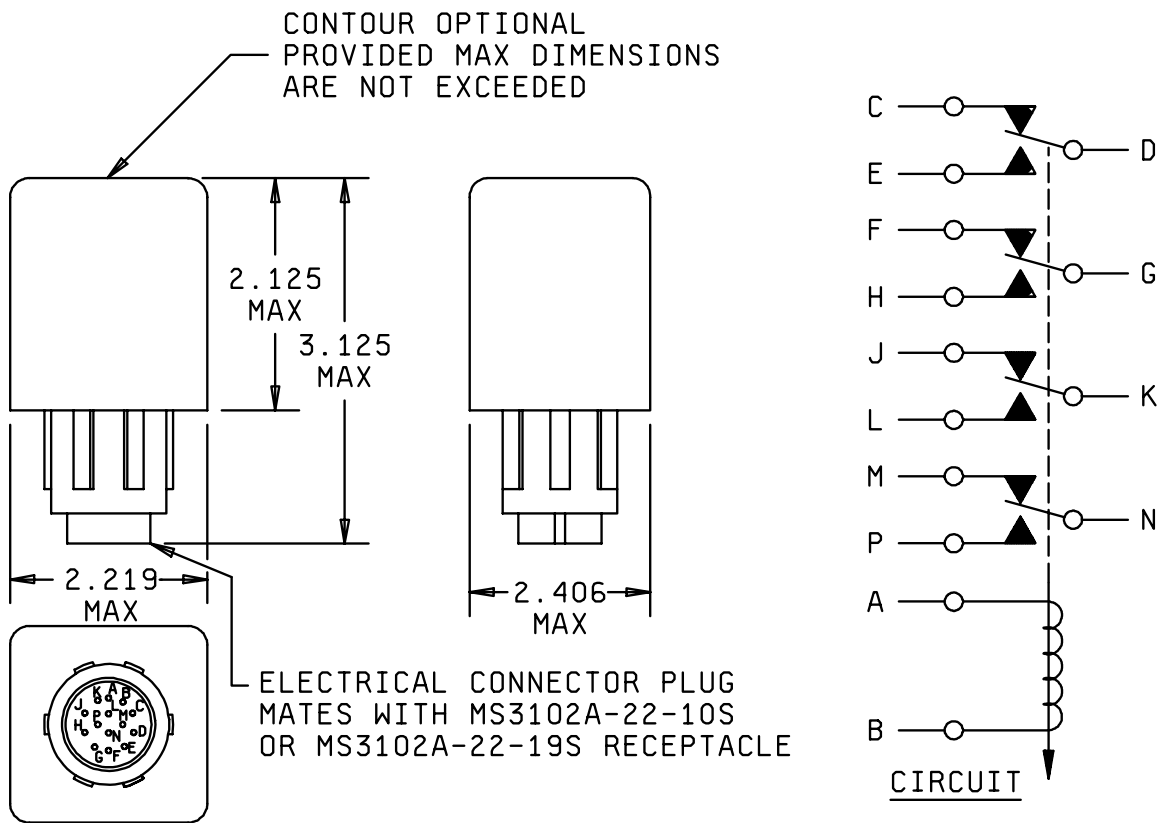 CONTOUR OPTIONAL
PROVIDED MAX DIMENSIONS
ARE NOT EXCEEDED
2.125
MAX
3.125
MAX
2.219
MAX
2.406
MAX
K A B
J L C
P M
H D
N
G F E
ELECTRICAL CONNECTOR PLUG
MATES WITH MS3102A-22-10S
OR MS3102A-22-19S RECEPTACLE
C
D
E
F
G
H
J
K
L
M
N
P
A
B
CIRCUIT